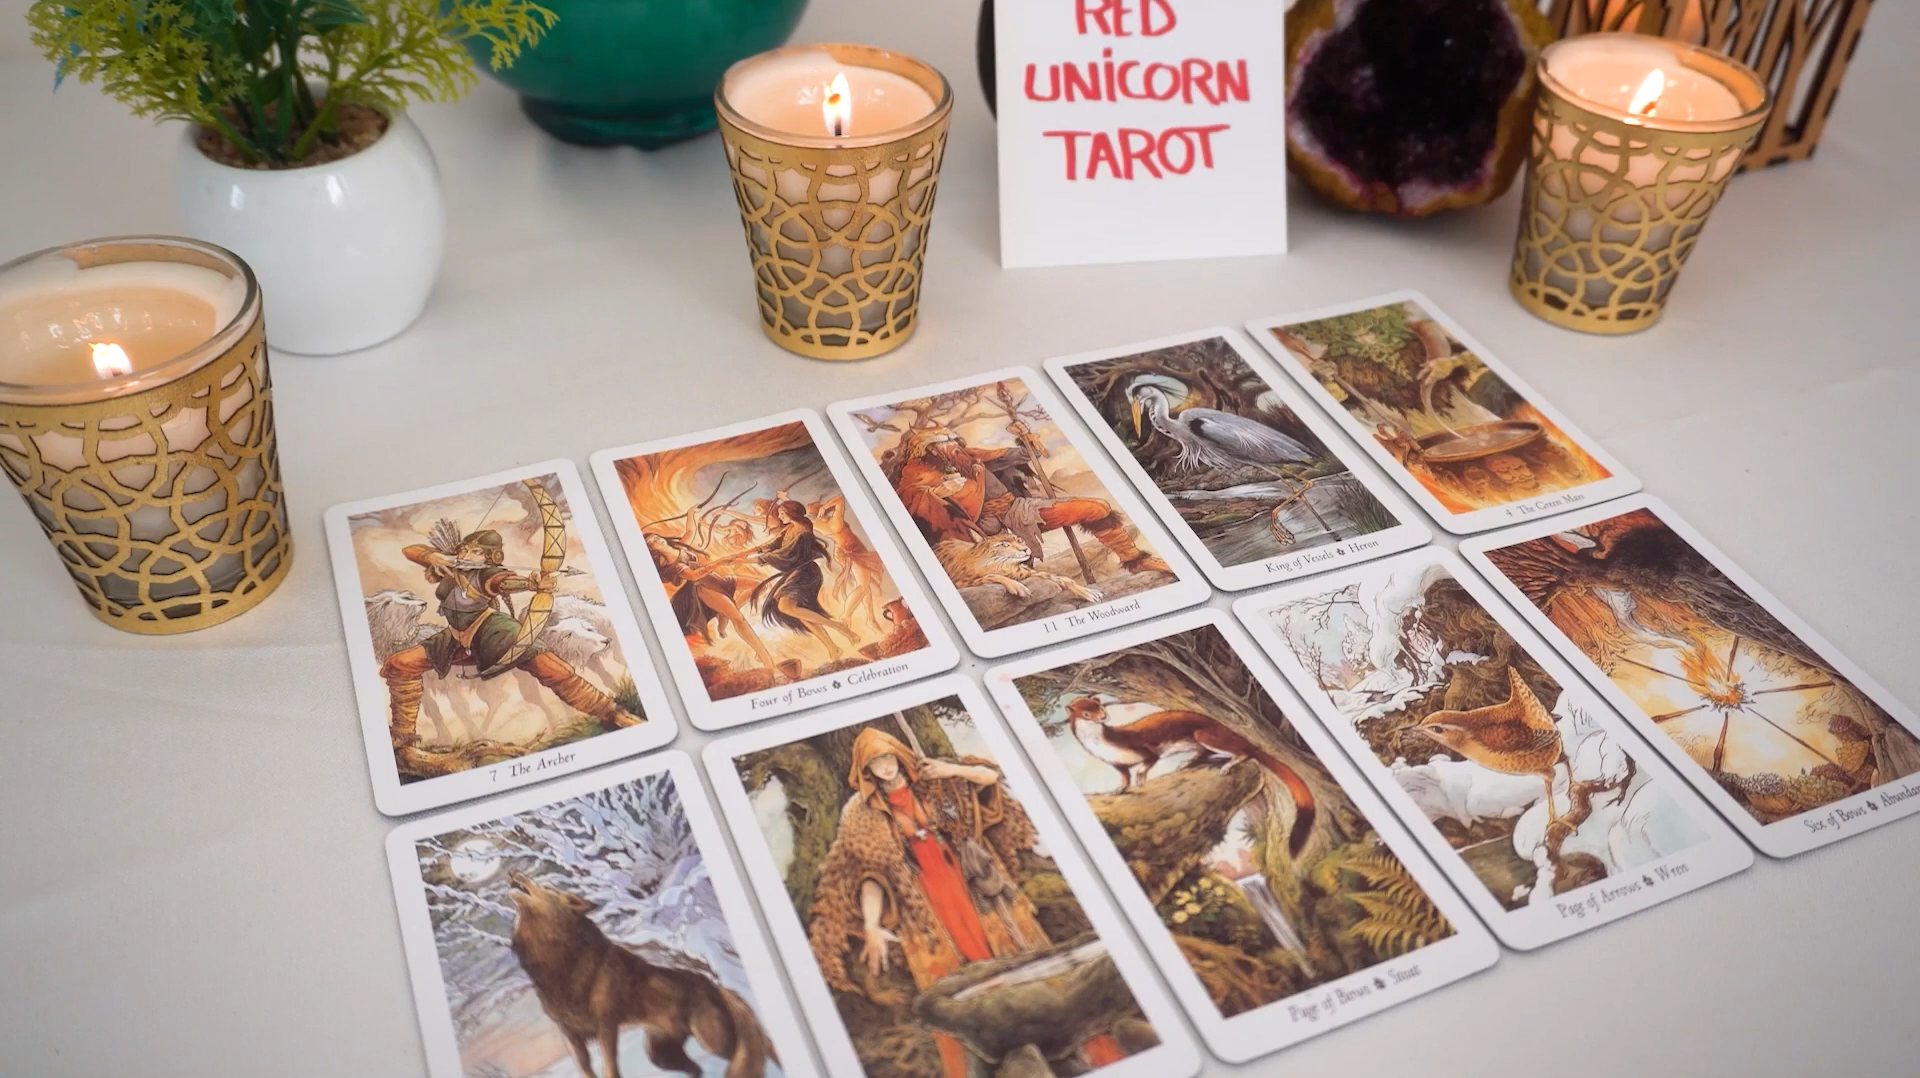 RED
UNiCORN
TAROT
4 The Green Man
King of Vessels Heron
11 The Woodward
Four of Bows Celebration
7 The Archer
Six of Bows
Page of Arrows Wren
Page of Bows Stoat